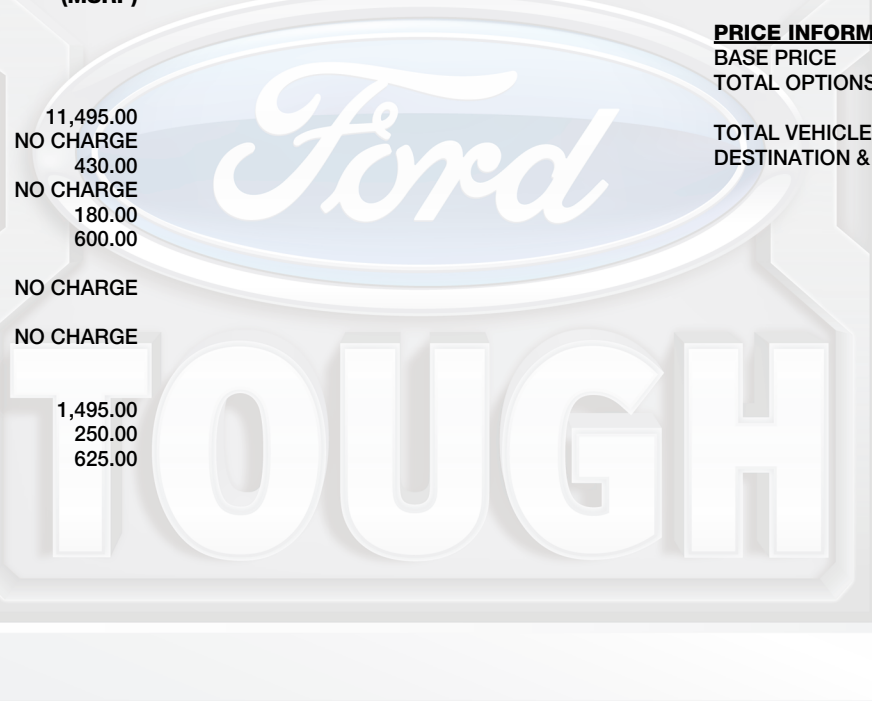 (MSRP)
11,495.00
NO CHARGE
430.00
NO CHARGE
180.00
600.00
NO CHARGE
NO CHARGE
1,495.00
250.00
625.00
PRICE INFORM
BASE PRICE
TOTAL OPTIONS
TOTAL VEHICLE
DESTINATION &
Ford
TOUGH